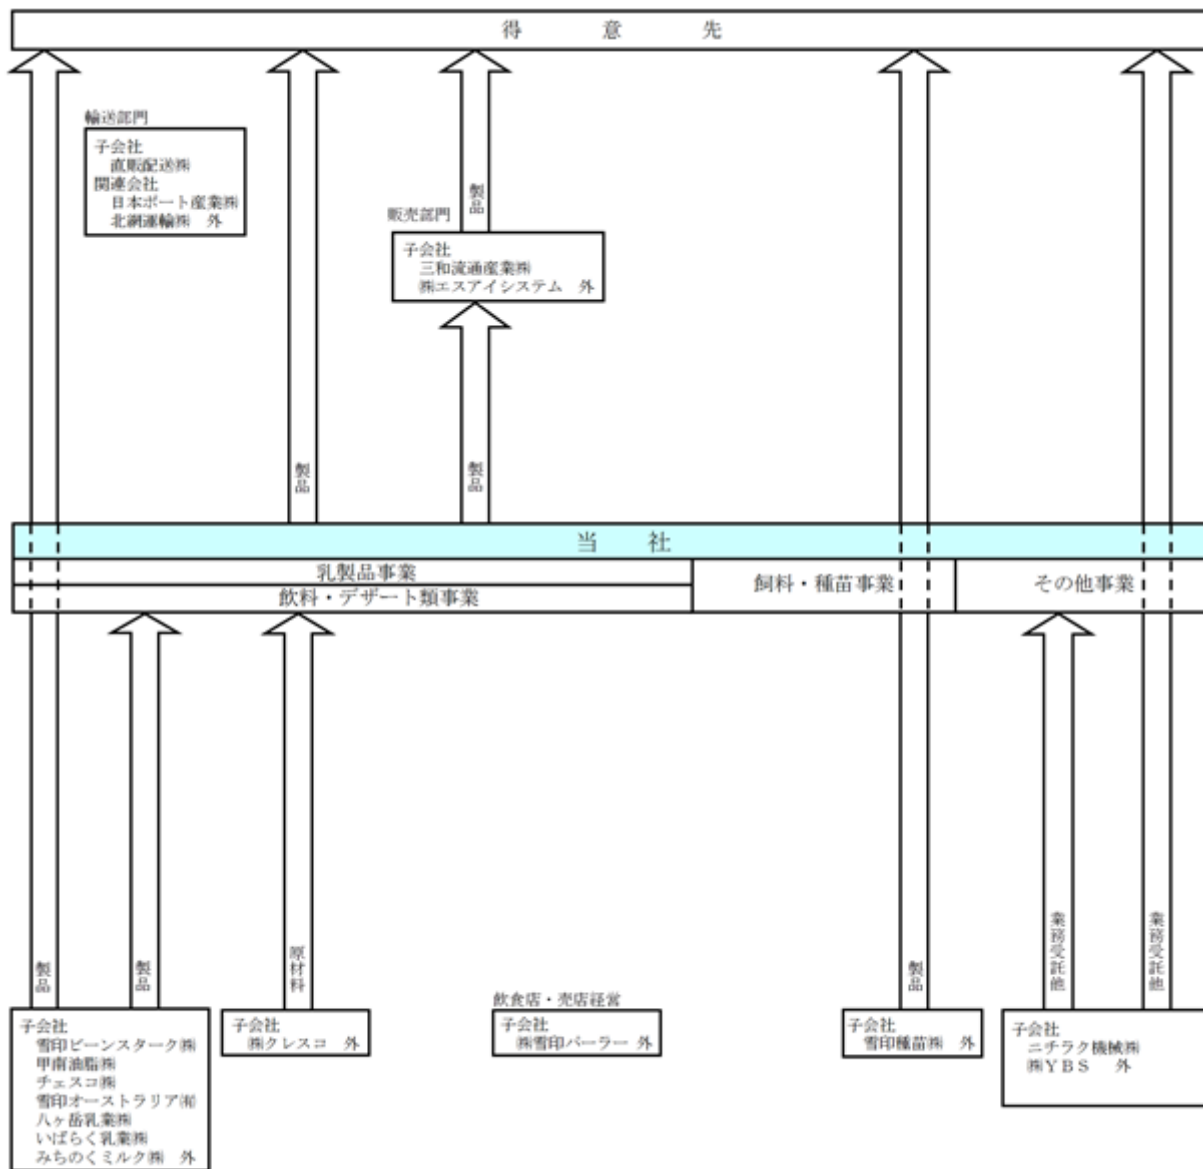 得意先
輸送部門
子会社
直販配送㈱
関連会社
日本ポート産業㈱
北網運輸㈱ 外
製品
販売部門
子会社
三和流通産業㈱
㈱エスアイシステム 外
製品
製品
当社
乳製品事業
飲料・デザート類事業
飼料・種苗事業
その他事業
製品
製品
原材料
製品
業務受託他
業務受託他
子会社
雪印ビーンスターク㈱
甲南油脂㈱
チェスコ㈱
雪印オーストラリア㈲
八ヶ岳乳業㈱
いばらく乳業㈱
みちのくミルク㈱ 外
子会社
㈱クレスコ 外
飲食店・売店経営
子会社
㈱雪印パーラー 外
子会社
雪印種苗㈱ 外
子会社
ニチラク機械㈱
㈱ＹＢＳ 外